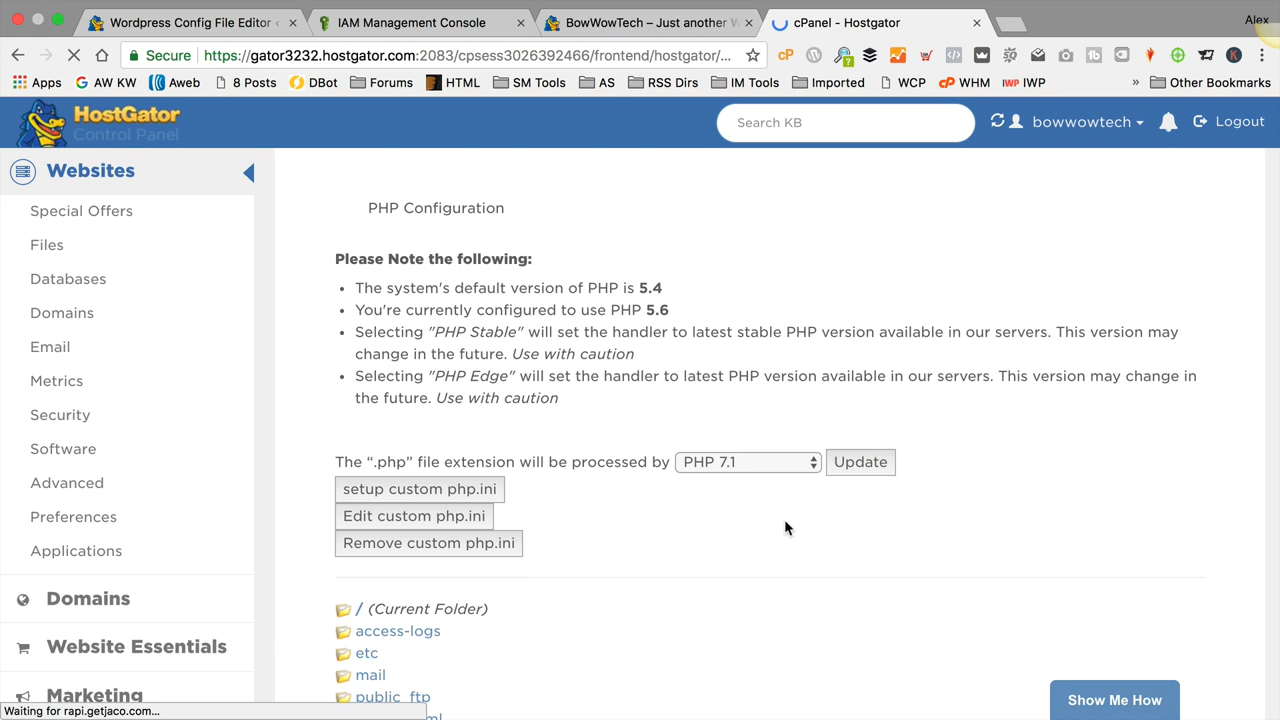 Wordpress Config File Editor
IAM Management Console
BowWowTech – Just another W
cPanel - Hostgator
Alex
Secure
https://gator3232.hostgator.com:2083/cpsess3026392466/frontend/hostgator/...
Apps
AW KW
Aweb
8 Posts
DBot
Forums
HTML
SM Tools
AS
RSS Dirs
IM Tools
Imported
WCP
WHM
IWP
»
Other Bookmarks
HostGator
Control Panel
Search KB
bowwowtech
Logout
Websites
Special Offers
Files
Databases
Domains
Email
Metrics
Security
Software
Advanced
Preferences
Applications
Domains
Website Essentials
Marketing
PHP Configuration
Please Note the following:
• The system's default version of PHP is 5.4
• You're currently configured to use PHP 5.6
• Selecting "PHP Stable" will set the handler to latest stable PHP version available in our servers. This version may
change in the future. Use with caution
• Selecting "PHP Edge" will set the handler to latest PHP version available in our servers. This version may change in
the future. Use with caution
The “.php” file extension will be processed by PHP 7.1 Update
setup custom php.ini
Edit custom php.ini
Remove custom php.ini
/ (Current Folder)
access-logs
etc
mail
public_ftp
Show Me How
Waiting for rapi.getjaco.com...